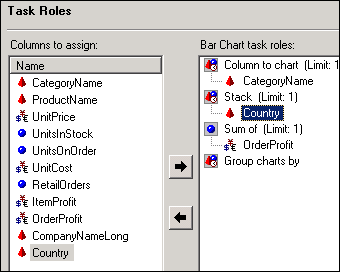 Task Roles
Columns to assign:
Name
CategoryName
ProductName
UnitPrice
UnitsInStock
UnitsOnOrder
UnitCost
RetailOrders
ItemProfit
OrderProfit
CompanyNameLong
Country
Bar Chart task roles:
Column to chart (Limit: 1
CategoryName
Stack (Limit: 1)
Country
Sum of (Limit: 1)
OrderProfit
Group charts by